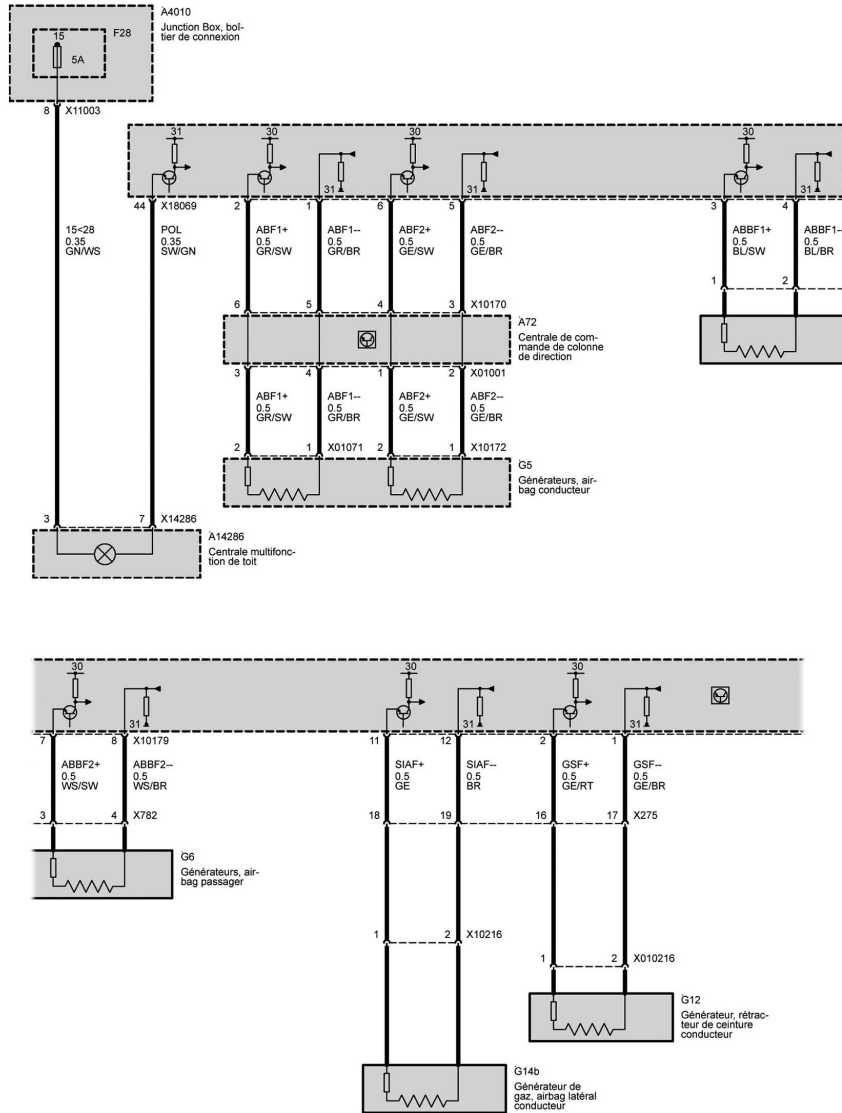 A4010
Junction Box, boî-
tier de connexion
15
F28
5A
8 X11003
31 30 30 30
31 31 31
44 X18069 2 1 6 5 3 4
15<28
0.35
GN/WS
POL
0.35
SW/GN
ABF1+
0.5
GR/SW
ABF1--
0.5
GR/BR
ABF2+
0.5
GE/SW
ABF2--
0.5
GE/BR
ABBF1+
0.5
BL/SW
ABBF1--
0.5
BL/BR
1 2
6 5 4 3 X10170
A72
Centrale de com-
mande de colonne
de direction
3 4 1 2 X01001
ABF1+
0.5
GR/SW
ABF1--
0.5
GR/BR
ABF2+
0.5
GE/SW
ABF2--
0.5
GE/BR
2 1 X01071 2 1 X10172
G5
Générateurs, air-
bag conducteur
3 7 X14286
A14286
Centrale multifonc-
tion de toit
30 30 30
31 31 31
7 8 X10179 11 12 2 1
ABBF2+
0.5
WS/SW
ABBF2--
0.5
WS/BR
SIAF+
0.5
GE
SIAF--
0.5
BR
GSF+
0.5
GE/RT
GSF--
0.5
GE/BR
3 4 X782 18 19 16 17 X275
G6
Générateurs, air-
bag passager
1 2 X10216
1 2 X010216
G12
Générateur, rétrac-
teur de ceinture
conducteur
G14b
Générateur de
gaz, airbag latéral
conducteur